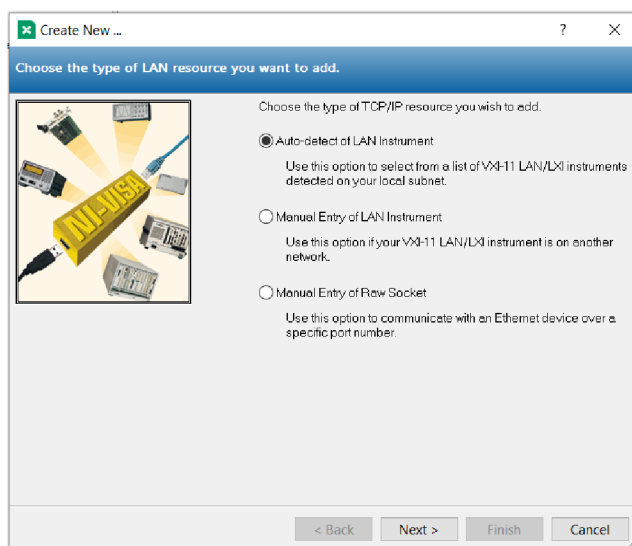 Create New ...
?
Choose the type of LAN resource you want to add.
NI-VISA
Choose the type of TCP/IP resource you wish to add.
Auto-detect of LAN Instrument
Use this option to select from a list of VXI-11 LAN/LXI instruments
detected on your local subnet.
Manual Entry of LAN Instrument
Use this option if your VXI-11 LAN/LXI instrument is on another
network.
Manual Entry of Raw Socket
Use this option to communicate with an Ethernet device over a
specific port number.
< Back Next > Finish Cancel